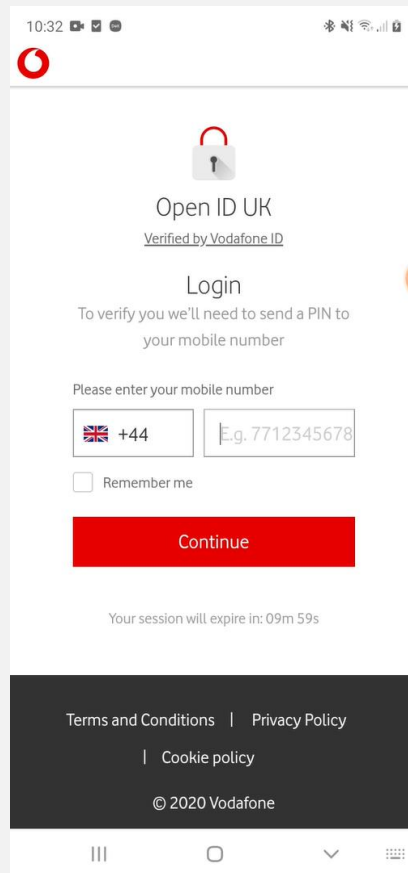 10:32
Open ID UK
Verified by Vodafone ID
Login
To verify you we'll need to send a PIN to
your mobile number
Please enter your mobile number
+44
E.g. 7712345678
Remember me
Continue
Your session will expire in: 09m 59s
Terms and Conditions | Privacy Policy
| Cookie policy
© 2020 Vodafone